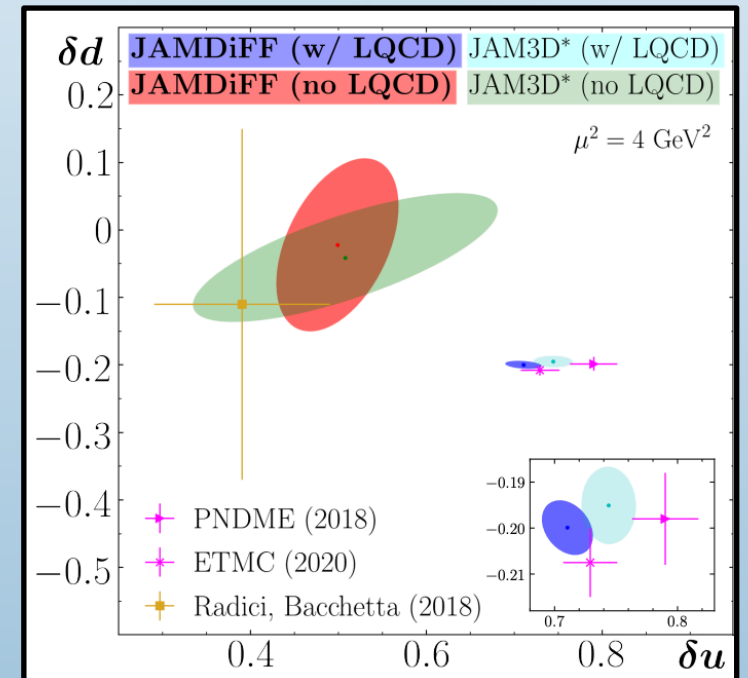 δd
JAMDiFF (w/ LQCD) JAM3D* (w/ LQCD)
JAMDiFF (no LQCD) JAM3D* (no LQCD)
μ² = 4 GeV²
0.2
0.1
0
−0.1
−0.2
−0.3
−0.4
−0.5
PNDME (2018)
ETMC (2020)
Radici, Bacchetta (2018)
−0.19
−0.20
−0.21
0.7 0.8
0.4 0.6 0.8 δu